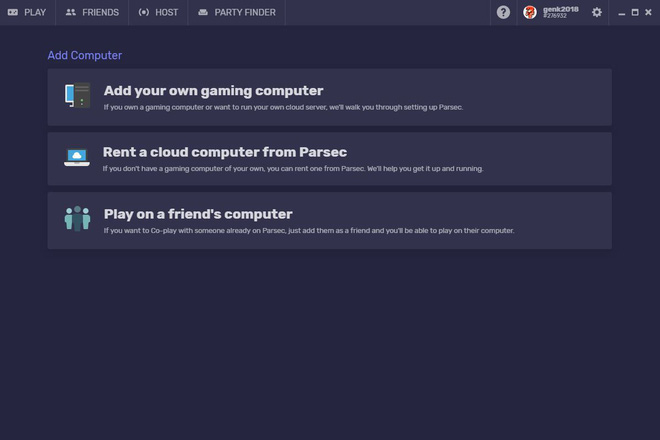 PLAY
FRIENDS
HOST
PARTY FINDER
?
genk2015
#276932
Add Computer
Add your own gaming computer
If you own a gaming computer or want to run your own cloud server, we'll walk you through setting up Parsec.
Rent a cloud computer from Parsec
If you don't have a gaming computer of your own, you can rent one from Parsec. We'll help you get it up and running.
Play on a friend's computer
If you want to Co-play with someone already on Parsec, just add them as a friend and you'll be able to play on their computer.